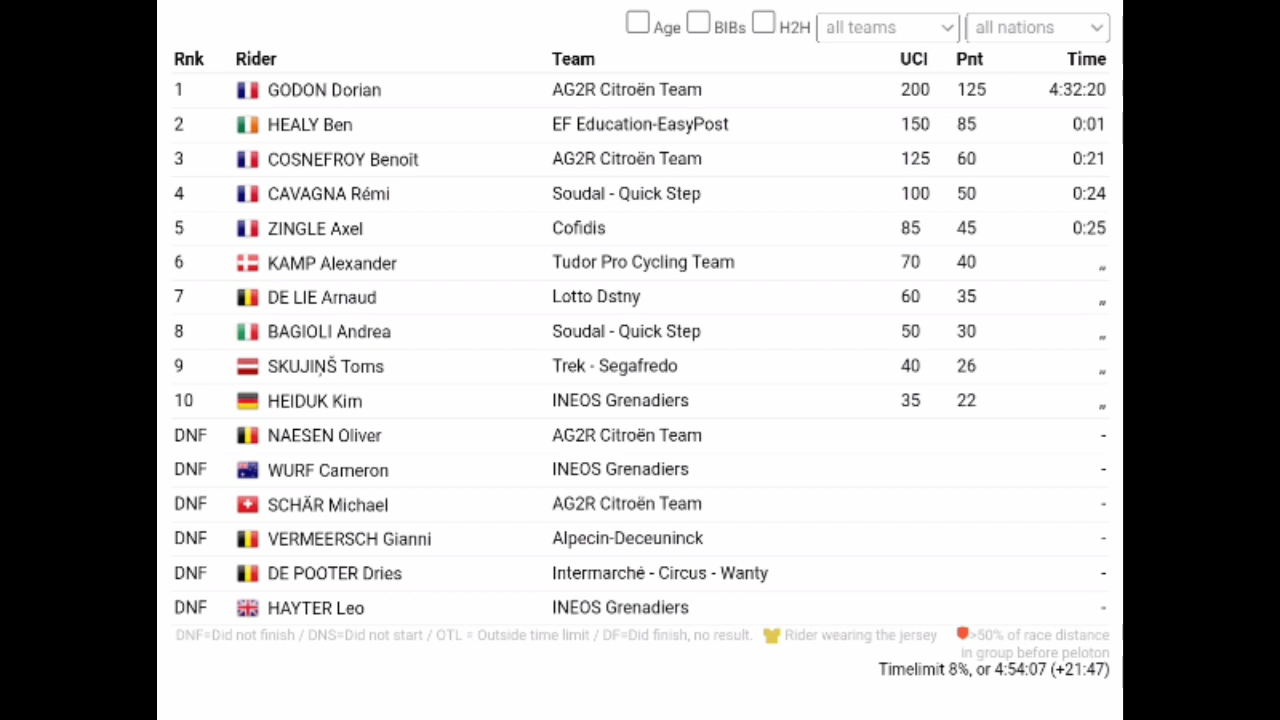 Age BIBs H2H all teams all nations
Rnk Rider Team UCI Pnt Time
1 GODON Dorian AG2R Citroën Team 200 125 4:32:20
2 HEALY Ben EF Education-EasyPost 150 85 0:01
3 COSNEFROY Benoît AG2R Citroën Team 125 60 0:21
4 CAVAGNA Rémi Soudal - Quick Step 100 50 0:24
5 ZINGLE Axel Cofidis 85 45 0:25
6 KAMP Alexander Tudor Pro Cycling Team 70 40 ,,
7 DE LIE Arnaud Lotto Dstny 60 35 ,,
8 BAGIOLI Andrea Soudal - Quick Step 50 30 ,,
9 SKUJIŅŠ Toms Trek - Segafredo 40 26 ,,
10 HEIDUK Kim INEOS Grenadiers 35 22 ,,
DNF NAESEN Oliver AG2R Citroën Team -
DNF WURF Cameron INEOS Grenadiers -
DNF SCHÄR Michael AG2R Citroën Team -
DNF VERMEERSCH Gianni Alpecin-Deceuninck -
DNF DE POOTER Dries Intermarché - Circus - Wanty -
DNF HAYTER Leo INEOS Grenadiers -
DNF=Did not finish / DNS=Did not start / OTL = Outside time limit / DF=Did finish, no result. Rider wearing the jersey >50% of race distance
in group before peloton
Timelimit 8%, or 4:54:07 (+21:47)